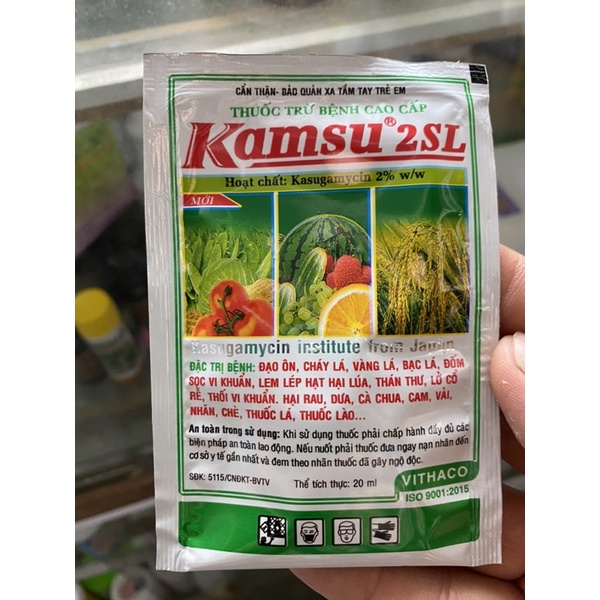 CẨN THẬN- BẢO QUẢN XA TẦM TAY TRẺ EM
THUỐC TRỪ BỆNH CAO CẤP
Kamsu® 2SL
Hoạt chất: Kasugamycin 2% w/w
MỚI
Kasugamycin institute from Japan
ĐẶC TRỊ BỆNH: ĐẠO ÔN, CHÁY LÁ, VÀNG LÁ, BẠC LÁ, ĐỐM
SỌC VI KHUẨN, LEM LÉP HẠT HẠI LÚA, THÁN THƯ, LỞ CỔ
RỄ, THỐI VI KHUẨN. HẠI RAU, DƯA, CÀ CHUA, CAM, VẢI,
NHÃN, CHÈ, THUỐC LÁ, THUỐC LÀO...
An toàn trong sử dụng: Khi sử dụng thuốc phải chấp hành đầy đủ các
biện pháp an toàn lao động. Nếu nuốt phải thuốc đưa ngay nạn nhân đến
cơ sở y tế gần nhất và đem theo nhãn thuốc đã gây ngộ độc.
SĐK: 5115/CNĐKT-BVTV
Thể tích thực: 20 ml
VITHACO
ISO 9001:2015